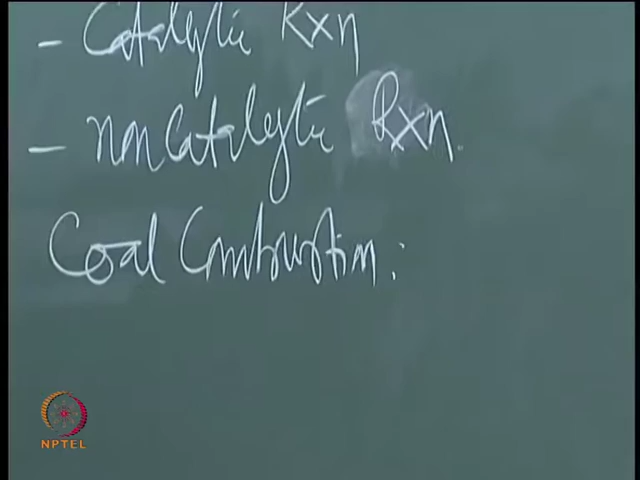 - Catalytic Rxn
- noncatalytic Rxn.
Coal Combustion:
NPTEL